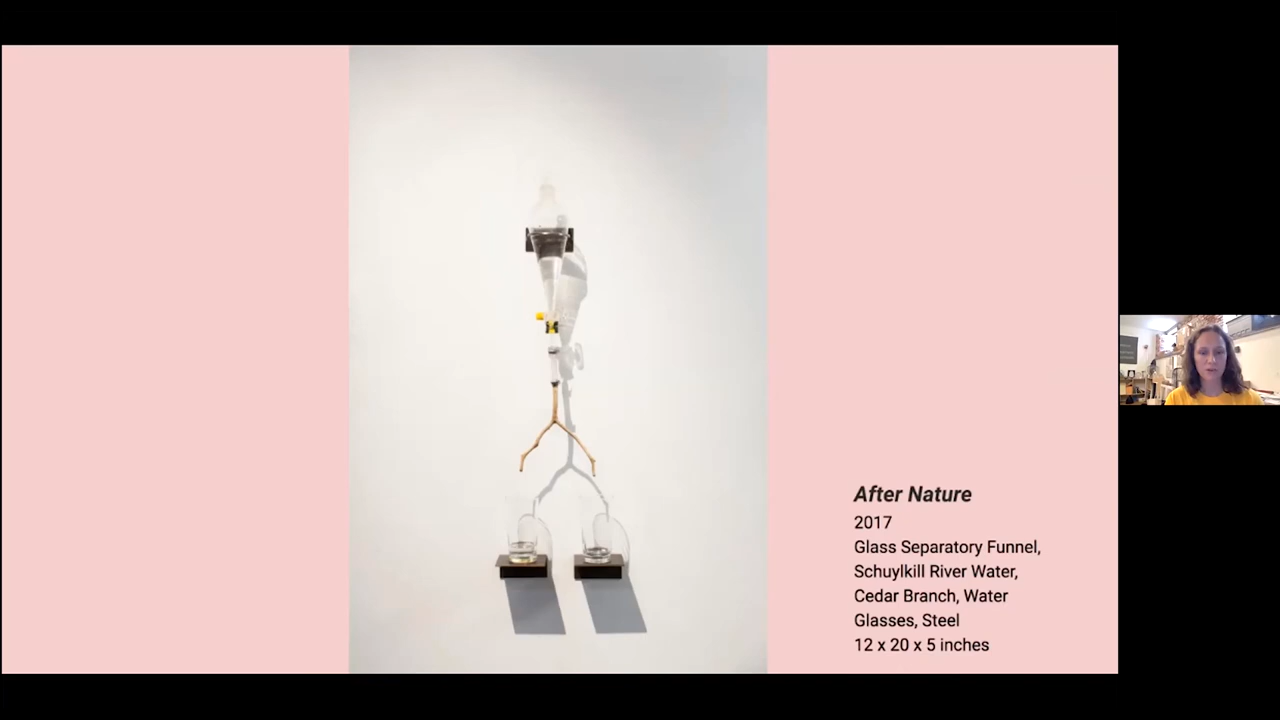 After Nature
2017
Glass Separatory Funnel,
Schuylkill River Water,
Cedar Branch, Water
Glasses, Steel
12 x 20 x 5 inches